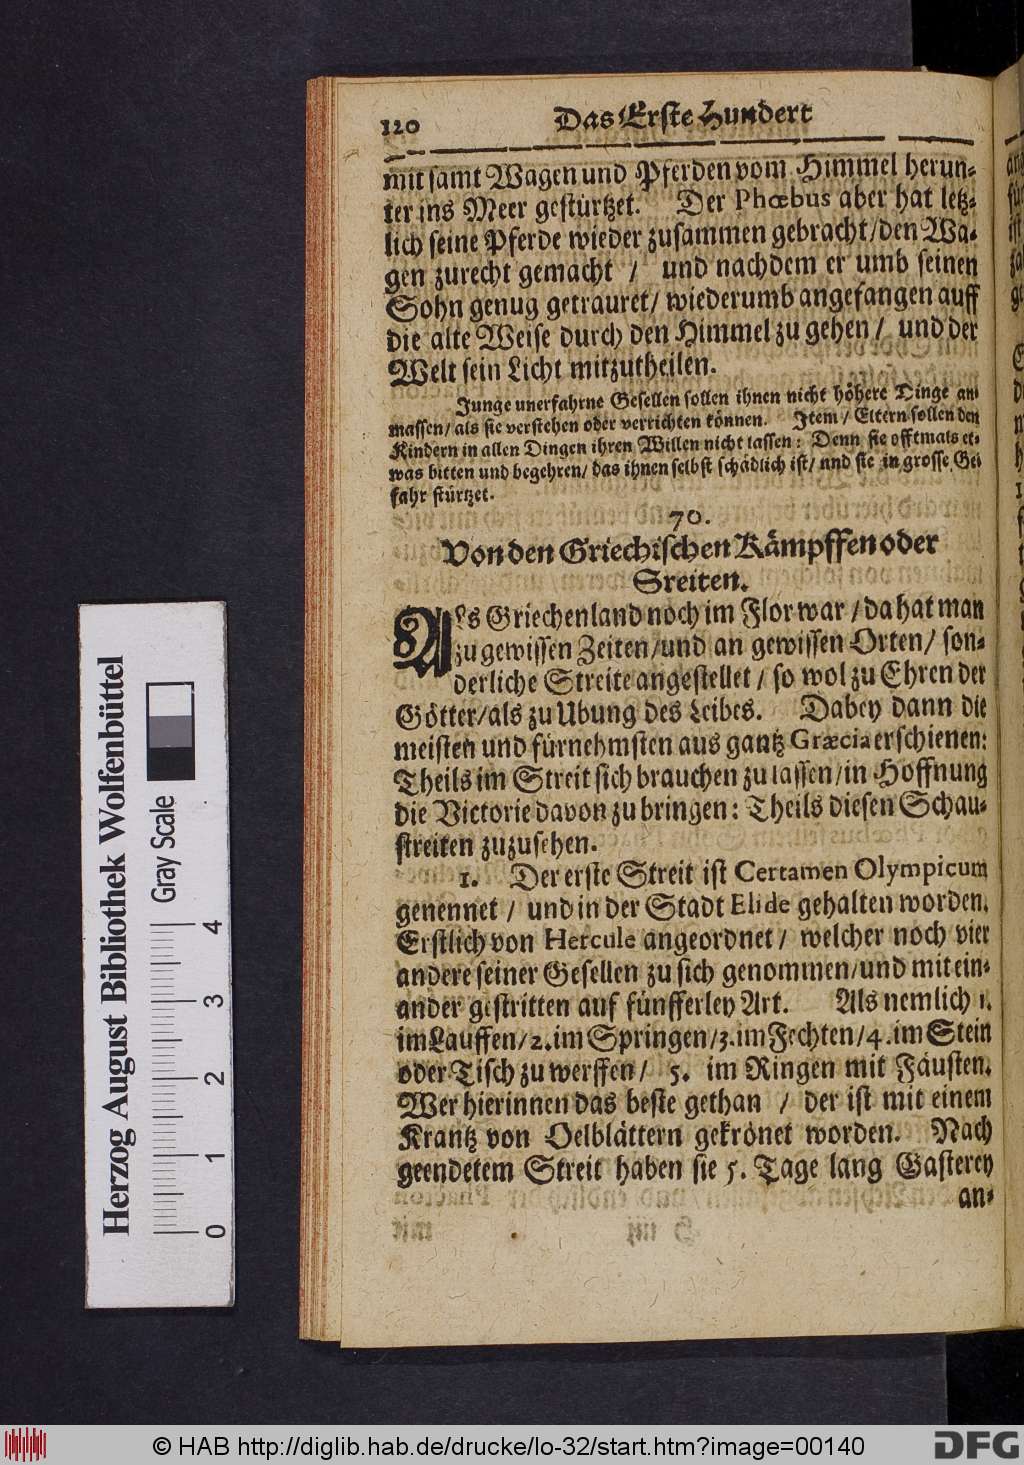 120 Das Erste Hundert
mit samt Wagen und Pferden vom Himmel herun-
ter ins Meer gestürtzet. Der Phœbus aber hat letz-
lich seine Pferde wieder zusammen gebracht/den Wa-
gen zurecht gemacht / und nachdem er umb seinen
Sohn genug getrauret/ wiederumb angefangen auff
die alte Weise durch den Himmel zu gehen / und der
Welt sein Licht mitzutheilen.
Junge unerfahrne Gesellen sollen ihnen nicht höhere Dinge an-
massen/ als sie verstehen oder verrichten können. Item / Eltern sollen den
Kindern in allen Dingen ihren Willen nicht lassen: Denn sie offtmals et-
was bitten und begehren/ das ihnen selbst schädlich ist/ und sie in grosse Ge-
fahr stürtzet.
70.
Von den Griechischen Kämpffen oder
Sreiten.
ALs Griechenland noch im Flor war / da hat man
zu gewissen Zeiten/und an gewissen Orten/ son-
derliche Streite angestellet / so wol zu Ehren der
Götter/als zu Ubung des Leibes. Dabey dann die
meisten und fürnehmsten aus gantz Græcia erschienen:
Theils im Streit sich brauchen zu lassen/in Hoffnung
die Victorie davon zu bringen: Theils diesen Schau-
streiten zuzusehen.
1. Der erste Streit ist Certamen Olympicum
genennet / und in der Stadt Elide gehalten worden.
Erstlich von Hercule angeordnet / welcher noch vier
andere seiner Gesellen zu sich genommen/und mit ein-
ander gestritten auf fünfferley Art. Als nemlich 1.
im Lauffen/2.im Springen/3.im Fechten/4.im Stein
oder Tisch zu werffen / 5. im Ringen mit Fäusten.
Wer hierinnen das beste gethan / der ist mit einem
Krantz von Oelblättern gekrönet worden. Nach
geendetem Streit haben sie 5. Tage lang Gasterey
an-
Herzog August Bibliothek Wolfenbüttel
Gray Scale
0 1 2 3 4
© HAB http://diglib.hab.de/drucke/lo-32/start.htm?image=00140
DFG